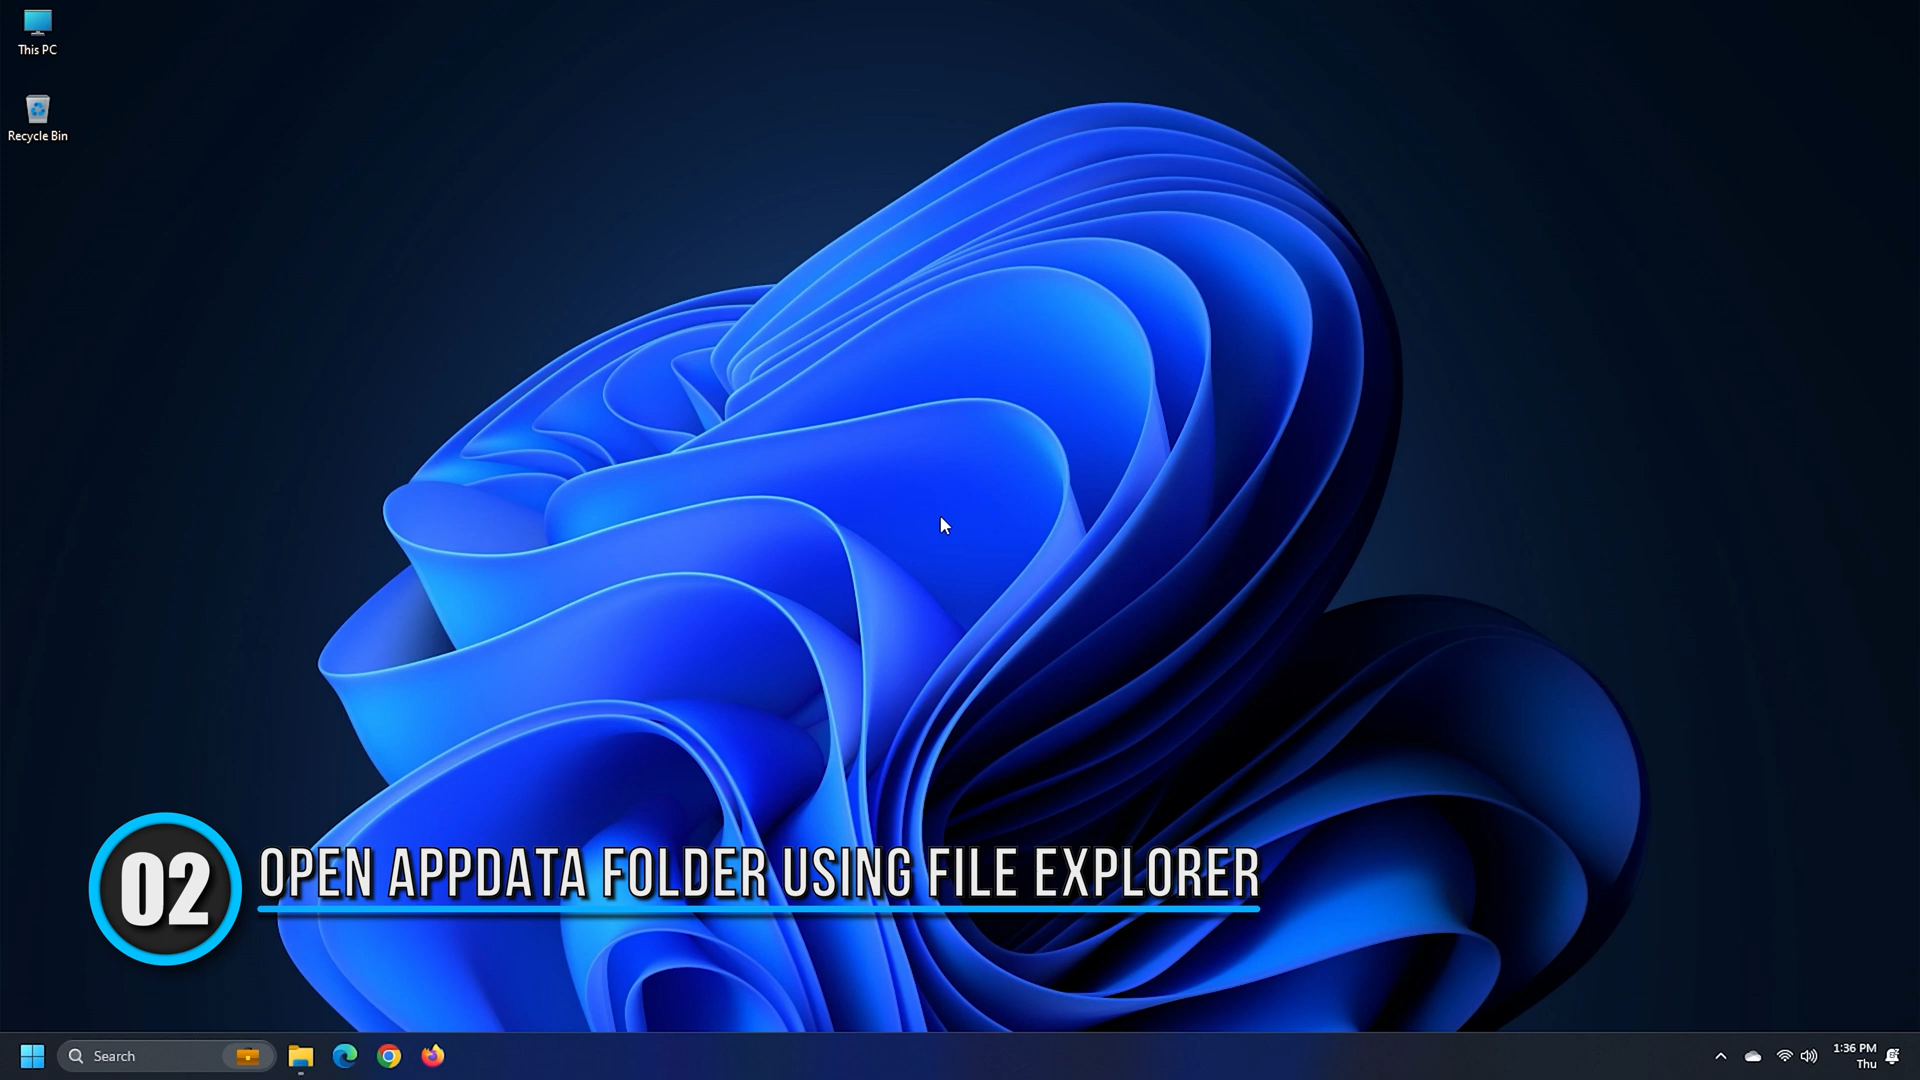 This PC
Recycle Bin
02
OPEN APPDATA FOLDER USING FILE EXPLORER
Search
1:36 PM
Thu